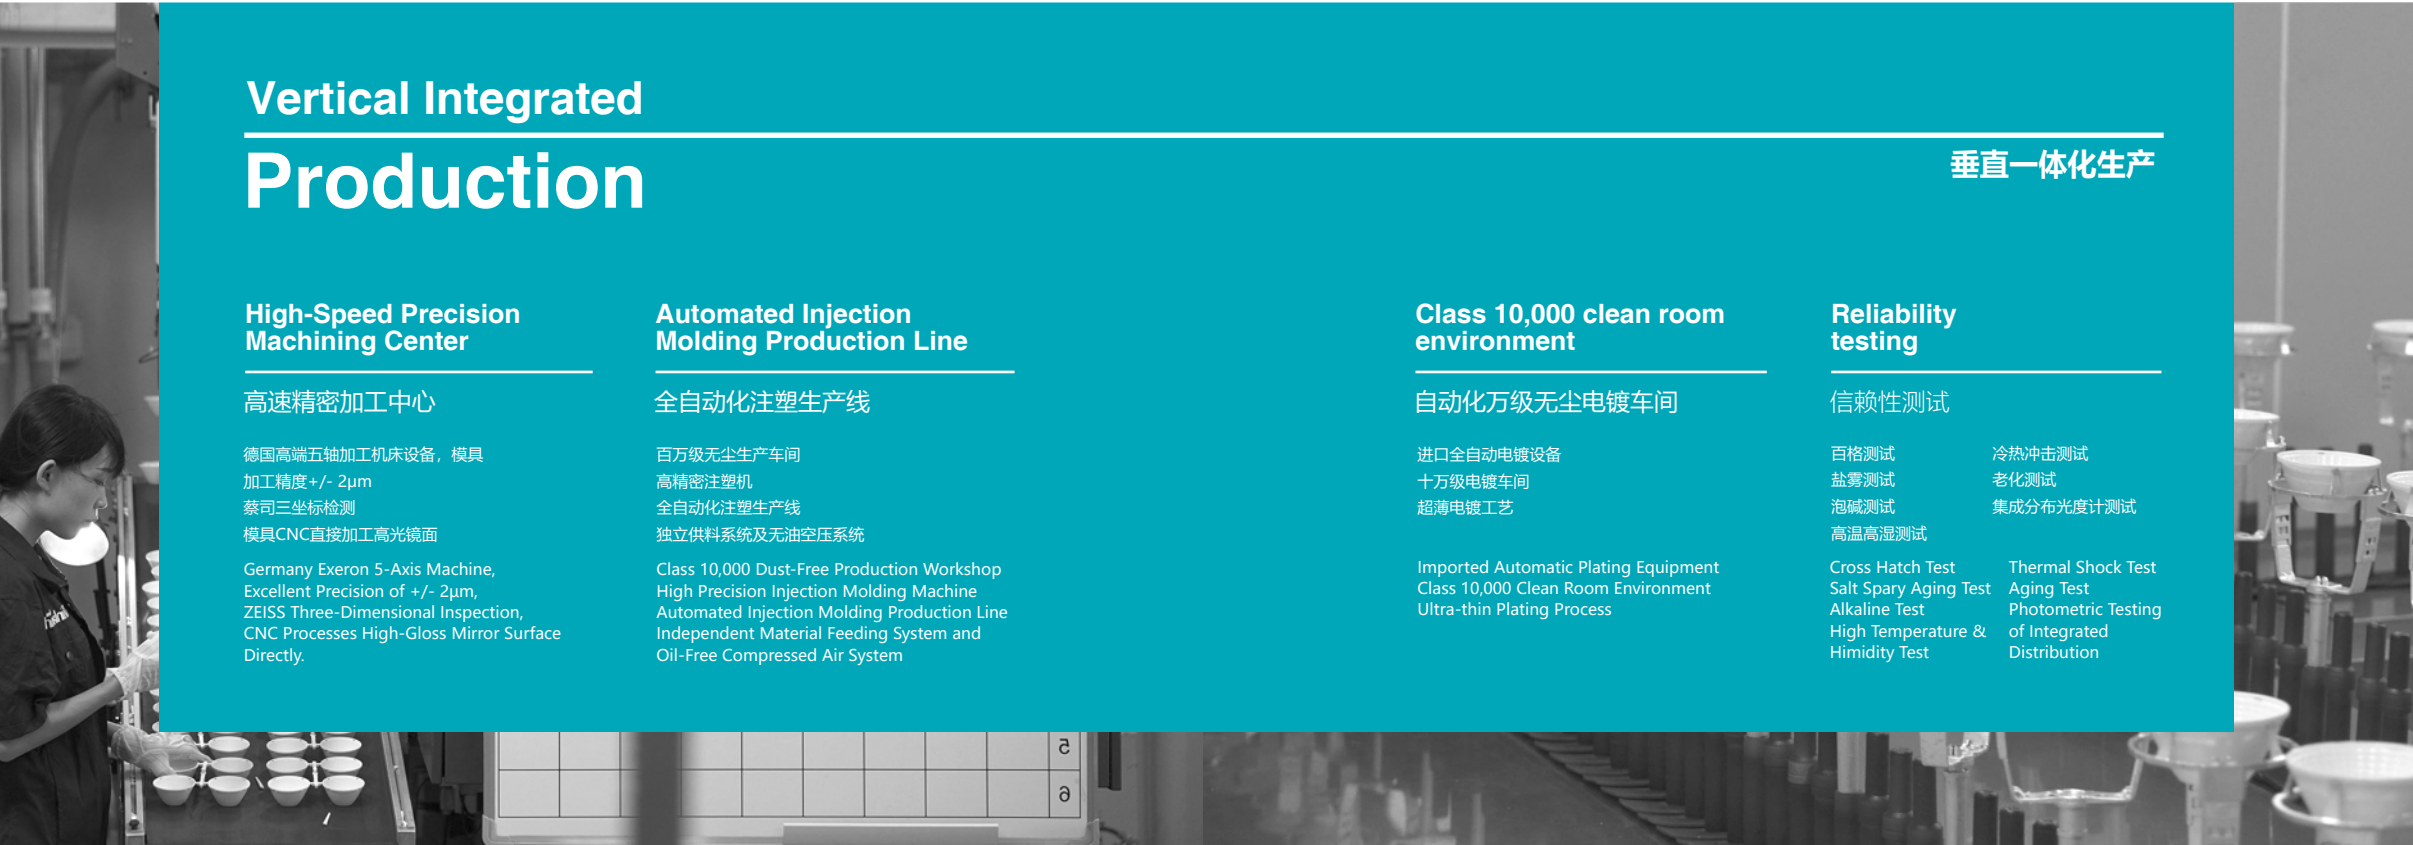 Vertical Integrated
Production
垂直一体化生产
High-Speed Precision
Machining Center
高速精密加工中心
德国高端五轴加工机床设备，模具
加工精度+/- 2μm
蔡司三坐标检测
模具CNC直接加工高光镜面
Germany Exeron 5-Axis Machine,
Excellent Precision of +/- 2μm,
ZEISS Three-Dimensional Inspection,
CNC Processes High-Gloss Mirror Surface
Directly.
Automated Injection
Molding Production Line
全自动化注塑生产线
百万级无尘生产车间
高精密注塑机
全自动化注塑生产线
独立供料系统及无油空压系统
Class 10,000 Dust-Free Production Workshop
High Precision Injection Molding Machine
Automated Injection Molding Production Line
Independent Material Feeding System and
Oil-Free Compressed Air System
Class 10,000 clean room
environment
自动化万级无尘电镀车间
进口全自动电镀设备
十万级电镀车间
超薄电镀工艺
Imported Automatic Plating Equipment
Class 10,000 Clean Room Environment
Ultra-thin Plating Process
Reliability
testing
信赖性测试
百格测试
盐雾测试
泡碱测试
高温高湿测试
冷热冲击测试
老化测试
集成分布光度计测试
Cross Hatch Test
Salt Spary Aging Test
Alkaline Test
High Temperature &
Himidity Test
Thermal Shock Test
Aging Test
Photometric Testing
of Integrated
Distribution
5
6